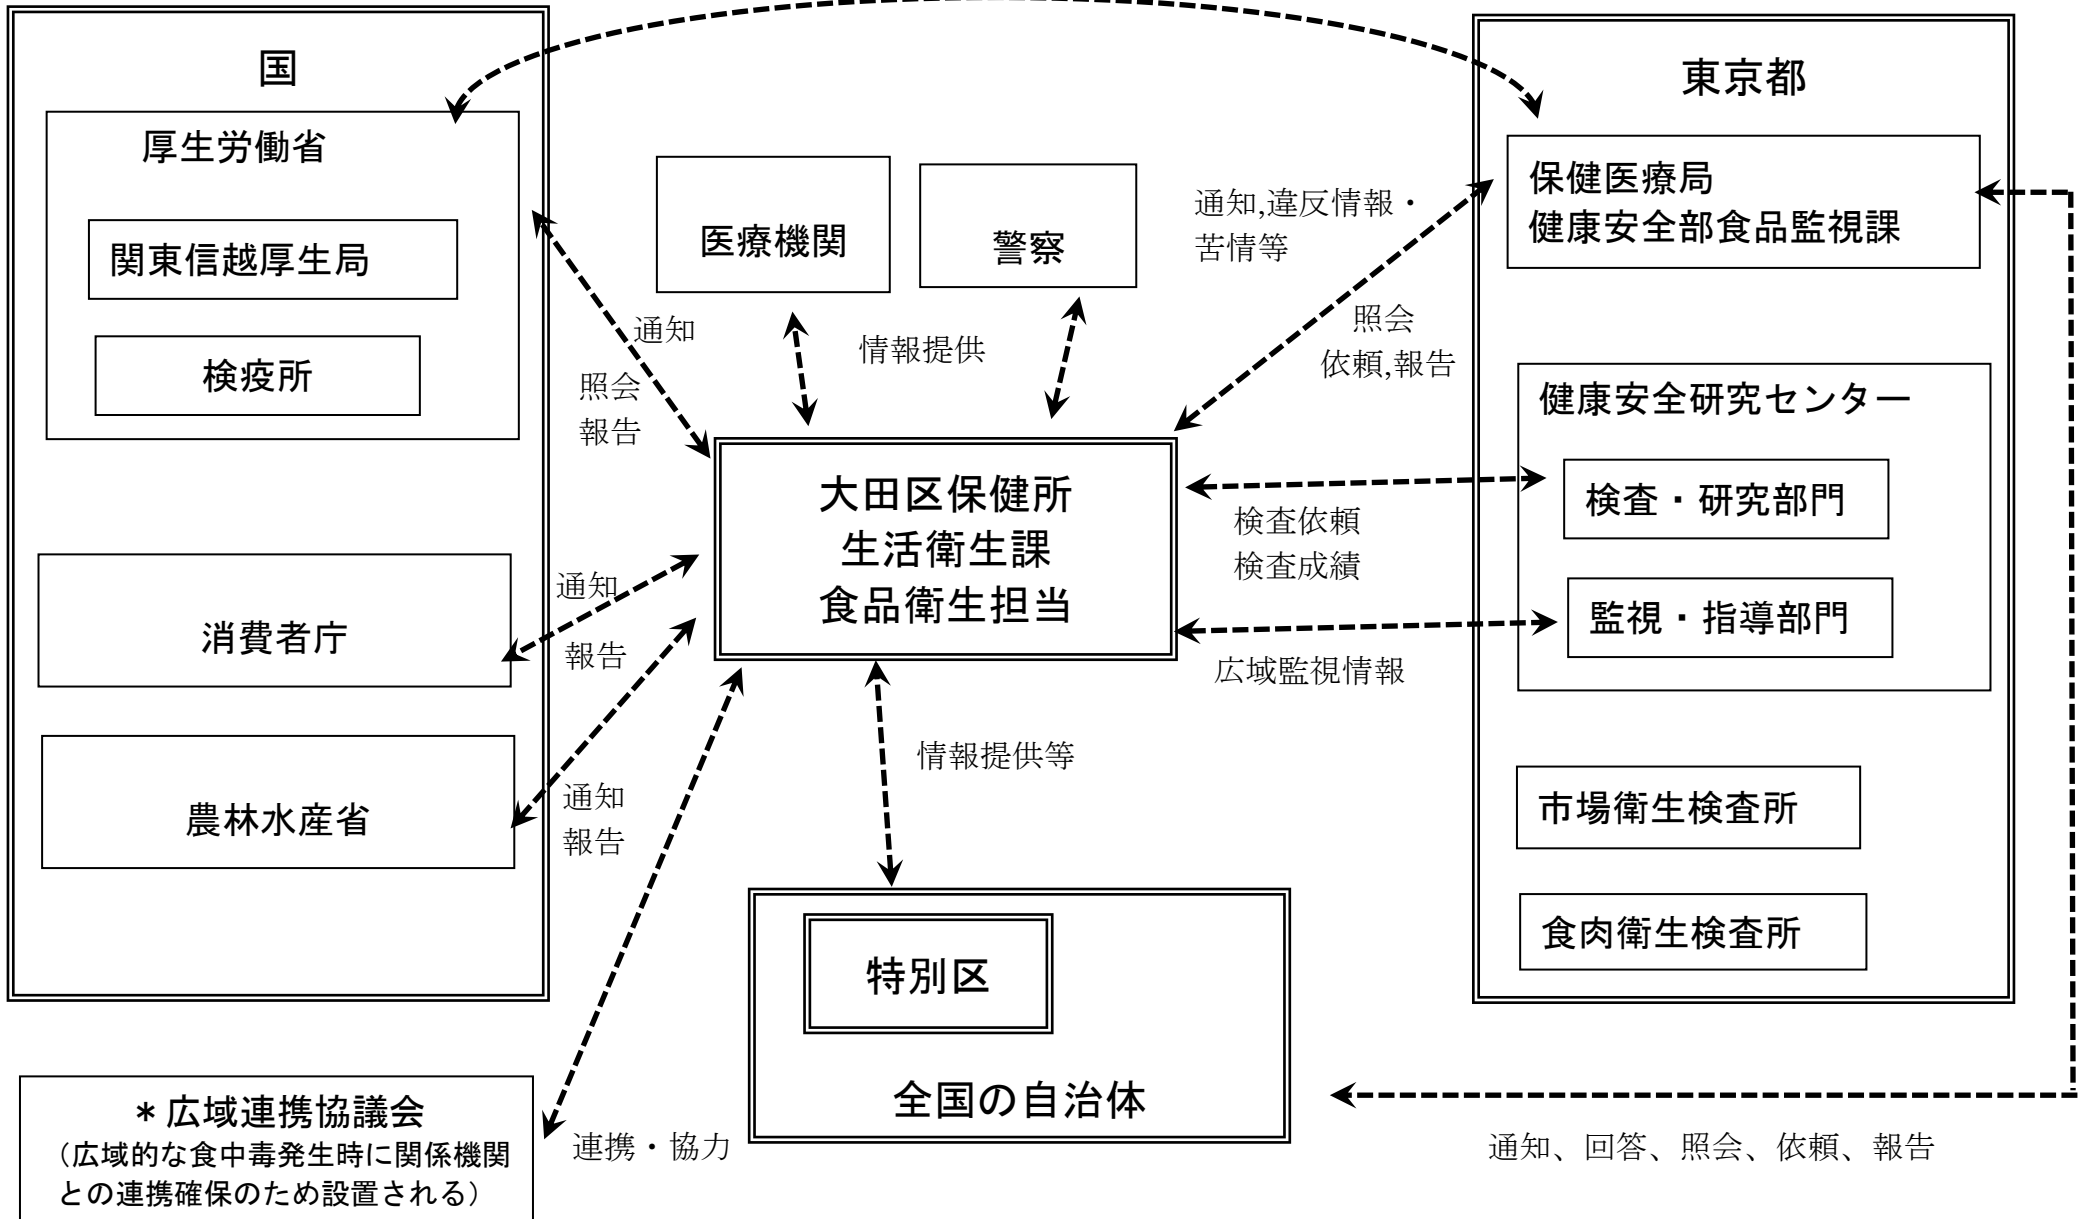 国
厚生労働省
関東信越厚生局
検疫所
消費者庁
農林水産省
医療機関
警察
通知
照会
報告
情報提供
通知,違反情報・
苦情等
照会
依頼,報告
大田区保健所
生活衛生課
食品衛生担当
通知
報告
通知
報告
検査依頼
検査成績
広域監視情報
情報提供等
東京都
保健医療局
健康安全部食品監視課
健康安全研究センター
検査・研究部門
監視・指導部門
市場衛生検査所
食肉衛生検査所
特別区
全国の自治体
*広域連携協議会
（広域的な食中毒発生時に関係機関
との連携確保のため設置される）
連携・協力
通知、回答、照会、依頼、報告